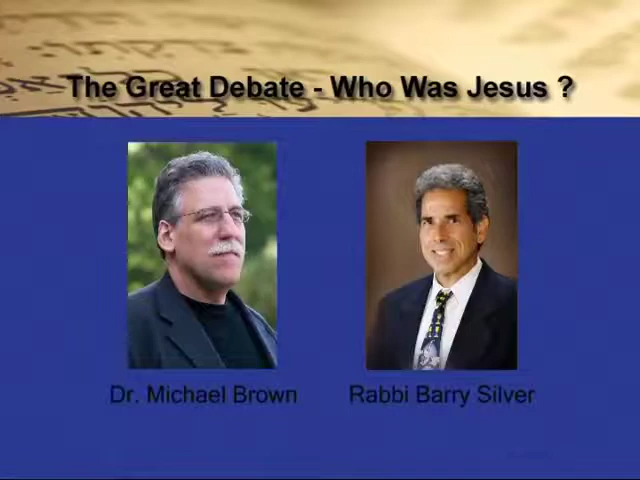 The Great Debate - Who Was Jesus ?
Dr. Michael Brown
Rabbi Barry Silver